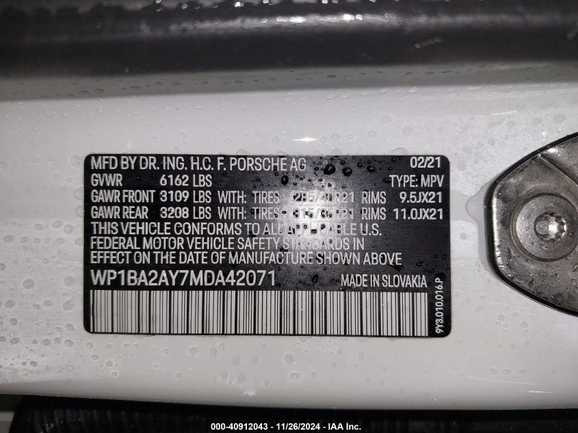 MFD BY DR. ING. H.C. F. PORSCHE AG 02/21
GVWR 6162 LBS TYPE: MPV
GAWR FRONT 3109 LBS WITH: TIRES RIMS 9.5JX21
GAWR REAR 3208 LBS WITH: TIRES RIMS 11.0JX21
THIS VEHICLE CONFORMS TO ALL APPLICABLE U.S.
FEDERAL MOTOR VEHICLE SAFETY STANDARDS IN
EFFECT ON THE DATE OF MANUFACTURE SHOWN ABOVE
WP1BA2AY7MDA42071 MADE IN SLOVAKIA
9Y3.010.016.P
000-40912043 - 11/26/2024 - IAA Inc.